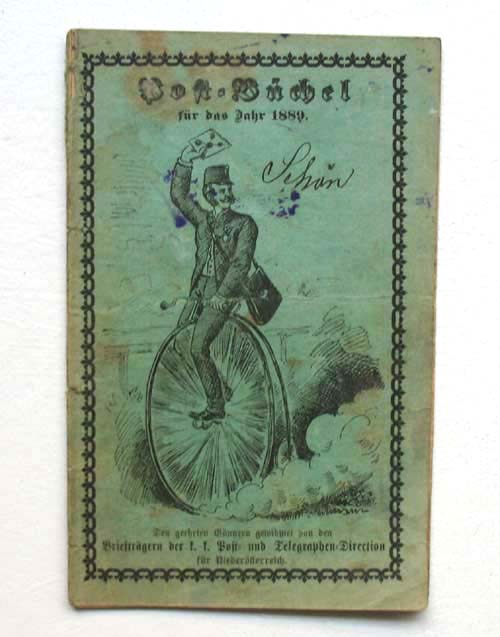 Post-Büchel
für das Jahr 1889.
Schön
Den geehrten Gönnern gewidmet von den
Briefträgern der k. k. Post- und Telegraphen-Direction
für Niederösterreich.